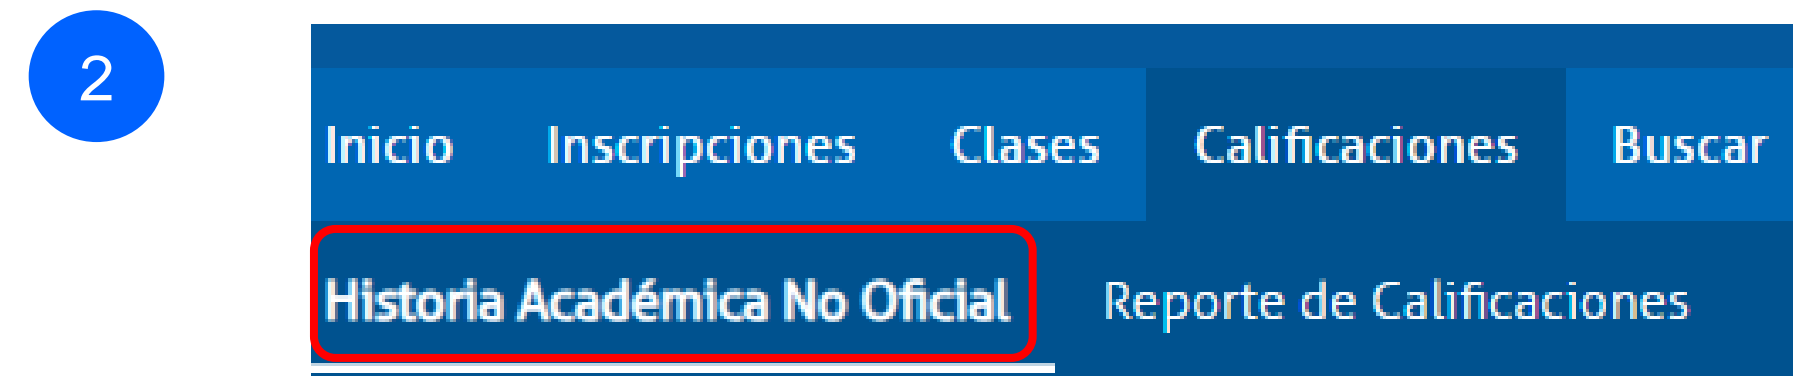 2
Inicio Inscripciones Clases Calificaciones Buscar
Historia Académica No Oficial Reporte de Calificaciones